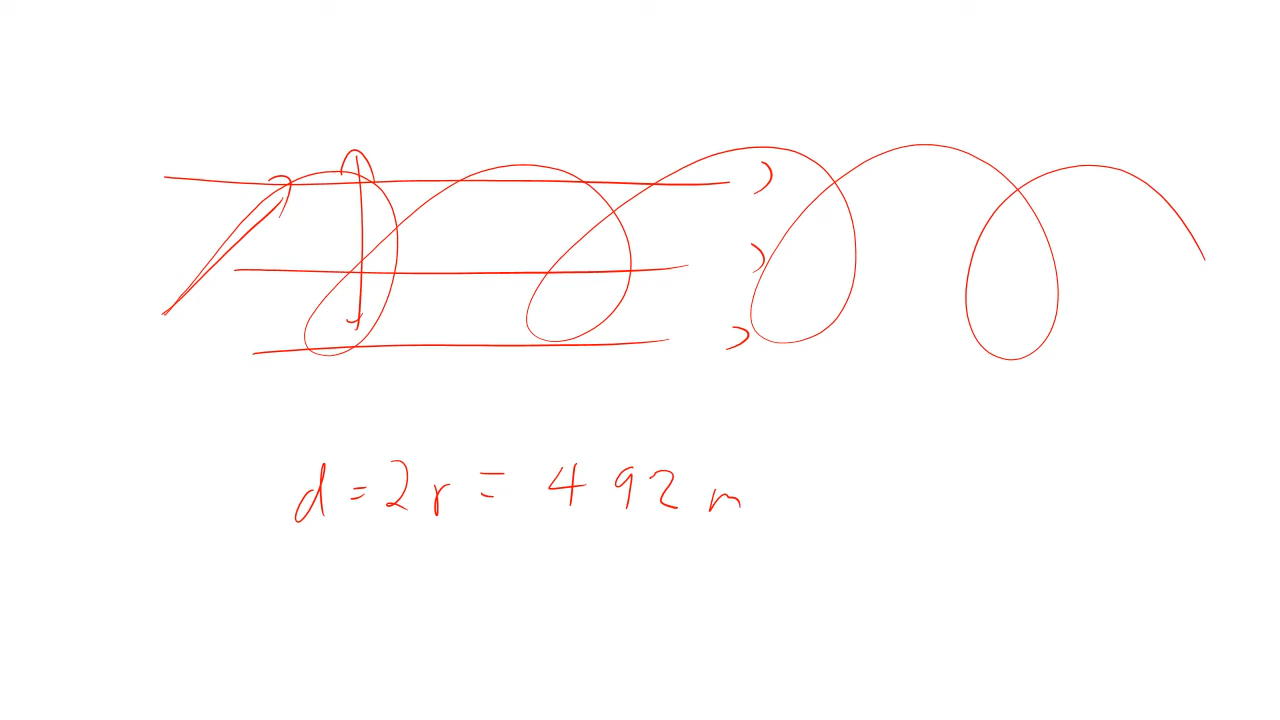 d = 2r = 492 m